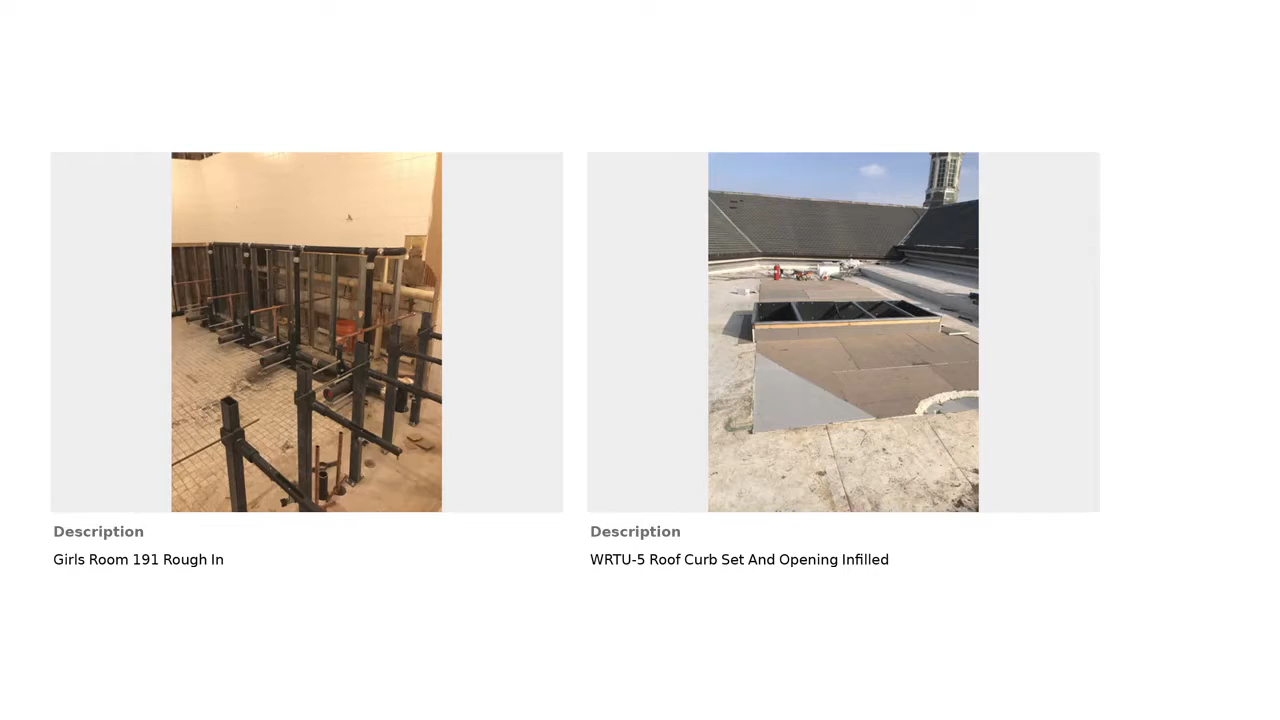 Description
Girls Room 191 Rough In
Description
WRTU-5 Roof Curb Set And Opening Infilled